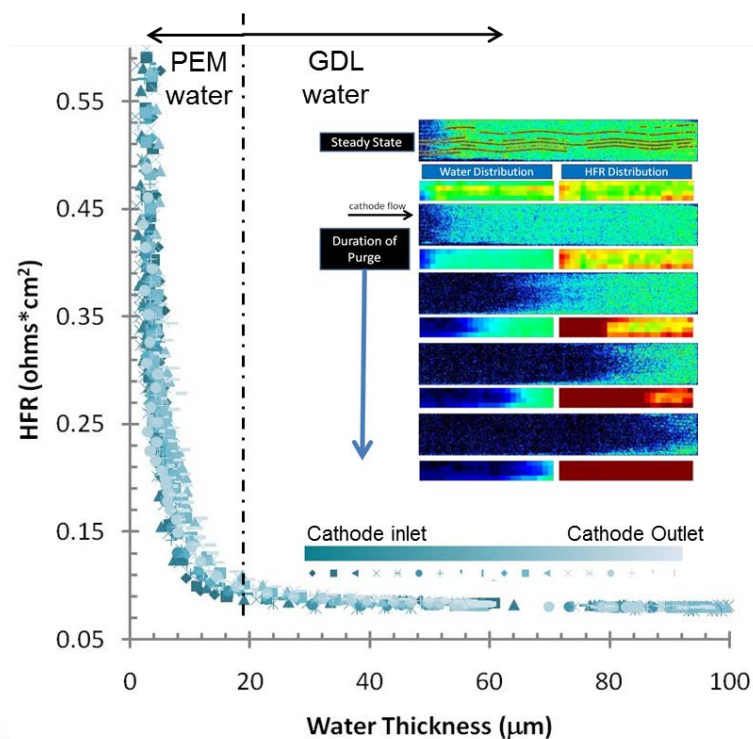 PEM
water
GDL
water
Steady State
Water Distribution
HFR Distribution
cathode flow
Duration of
Purge
Cathode inlet
Cathode Outlet
HFR (ohms*cm²)
0.55
0.45
0.35
0.25
0.15
0.05
0
20
40
60
80
100
Water Thickness (μm)